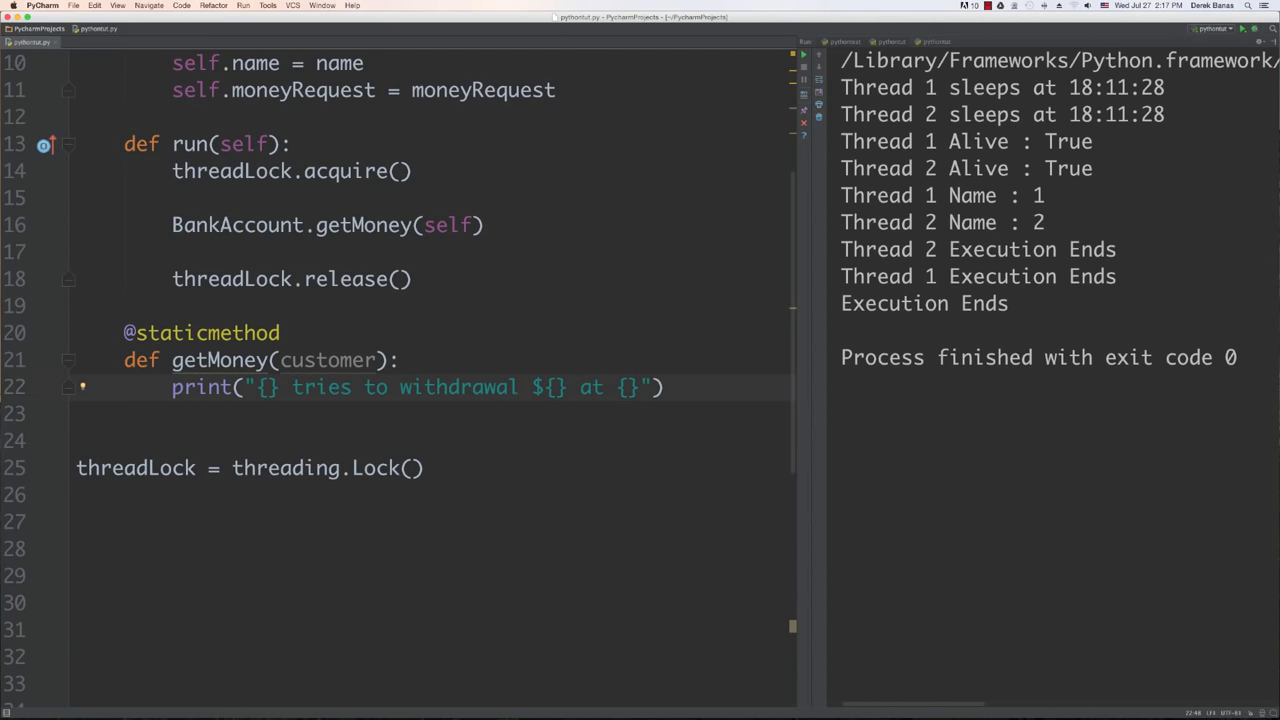 PyCharm File Edit View Navigate Code Refactor Run Tools VCS Window Help
10 Wed Jul 27 2:17 PM Derek Banas
pythontut.py - PycharmProjects - [~/PycharmProjects]
PycharmProjects pythontut.py
pythontut
pythontut.py
Run: pythontest pythontut pythontut
10 self.name = name
11 self.moneyRequest = moneyRequest
12
13 def run(self):
14 threadLock.acquire()
15
16 BankAccount.getMoney(self)
17
18 threadLock.release()
19
20 @staticmethod
21 def getMoney(customer):
22 print("{} tries to withdrawal ${} at {}")
23
24
25 threadLock = threading.Lock()
26
27
28
29
30
31
32
33
/Library/Frameworks/Python.framework/
Thread 1 sleeps at 18:11:28
Thread 2 sleeps at 18:11:28
Thread 1 Alive : True
Thread 2 Alive : True
Thread 1 Name : 1
Thread 2 Name : 2
Thread 2 Execution Ends
Thread 1 Execution Ends
Execution Ends
Process finished with exit code 0
22:48 LF‡ UTF-8‡